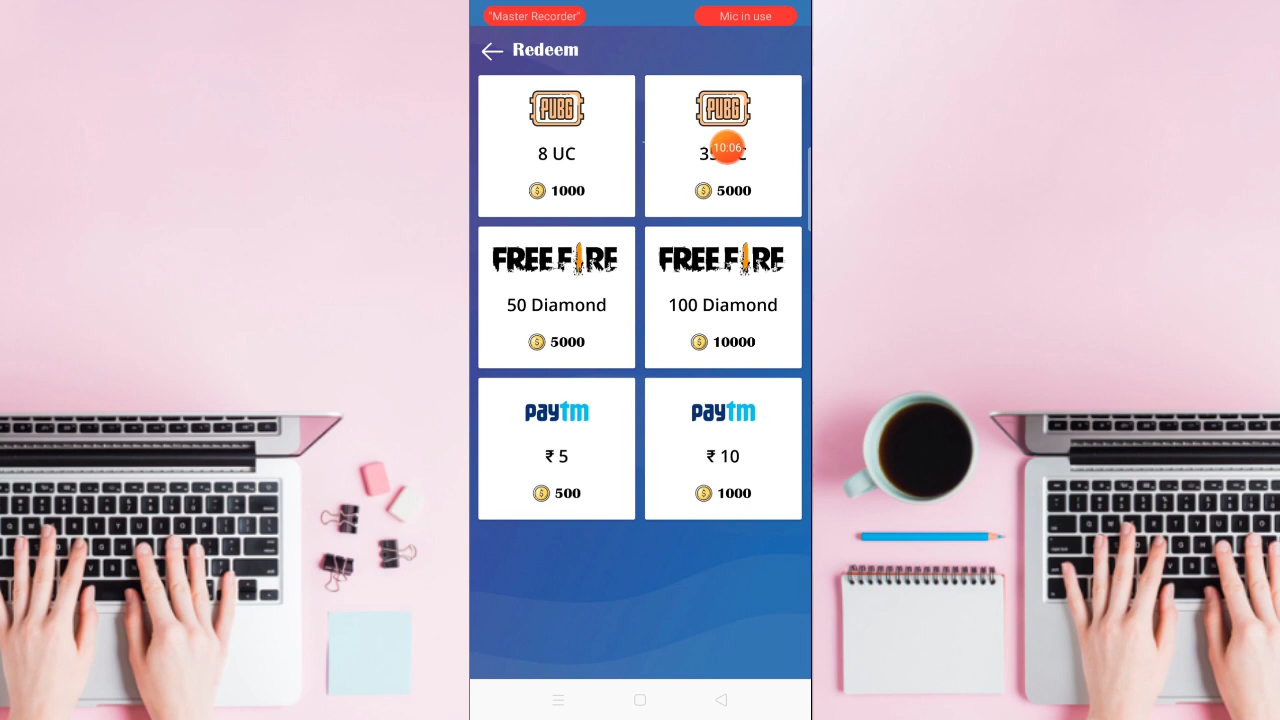 "Master Recorder"
Mic in use
Redeem
PUBG
PUBG
8 UC
10:06
1000
5000
FREE FIRE
FREE FIRE
50 Diamond
100 Diamond
5000
10000
paytm
paytm
₹ 5
₹ 10
500
1000